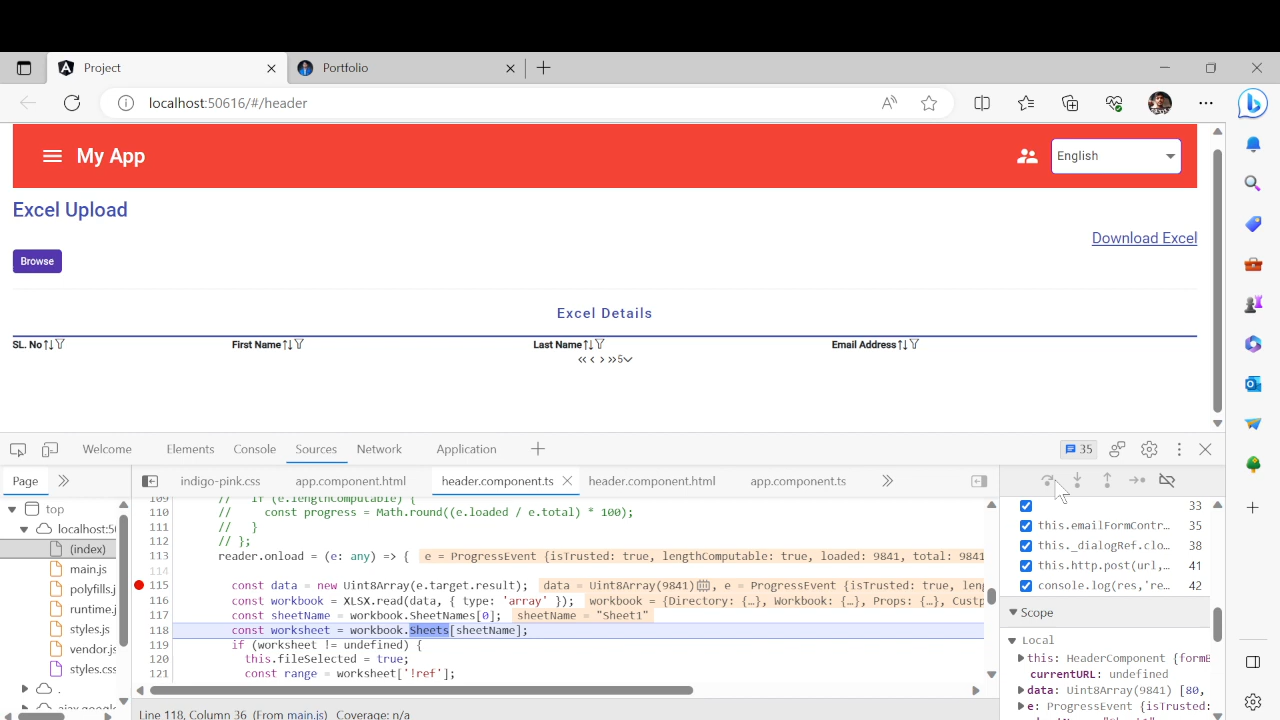 Project
Portfolio
localhost:50616/#/header
My App
English
Excel Upload
Download Excel
Browse
Excel Details
SL. No
First Name
Last Name
Email Address
5
Welcome
Elements
Console
Sources
Network
Application
35
Page
indigo-pink.css
app.component.html
header.component.ts
header.component.html
app.component.ts
top
localhost:5
(index)
main.js
polyfills.j
runtime.j
styles.js
vendor.js
styles.css
110 // const progress = Math.round((e.loaded / e.total) * 100);
111 // }
112 // };
113 reader.onload = (e: any) => { e = ProgressEvent {isTrusted: true, lengthComputable: true, loaded: 9841, total: 9841
114
115 const data = new Uint8Array(e.target.result); data = Uint8Array(9841), e = ProgressEvent {isTrusted: true, len
116 const workbook = XLSX.read(data, { type: 'array' }); workbook = {Directory: {…}, Workbook: {…}, Props: {…}, Custp
117 const sheetName = workbook.SheetNames[0]; sheetName = "Sheet1"
118 const worksheet = workbook.Sheets[sheetName];
119 if (worksheet != undefined) {
120 this.fileSelected = true;
121 const range = worksheet['!ref'];
33
this.emailFormContr… 35
this._dialogRef.clo… 38
this.http.post(url,… 41
console.log(res,'re… 42
Scope
Local
this: HeaderComponent {formB
currentURL: undefined
data: Uint8Array(9841) [80,
e: ProgressEvent {isTrusted:
Line 118, Column 36 (From main.js) Coverage: n/a